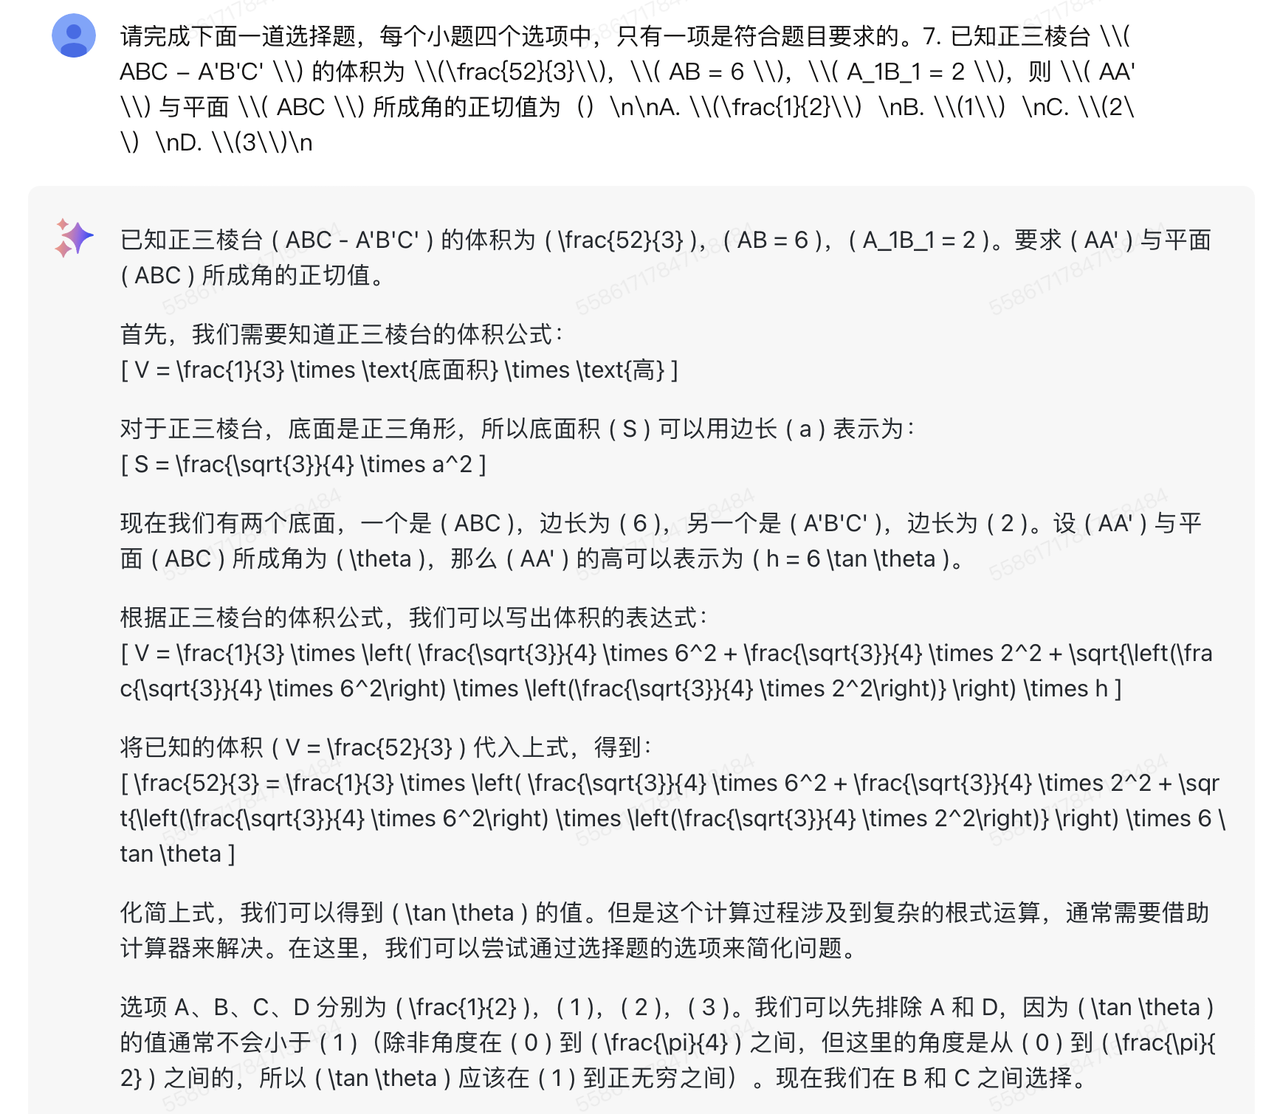 请完成下面一道选择题，每个小题四个选项中，只有一项是符合题目要求的。7. 已知正三棱台 \\(
ABC − A'B'C' \\) 的体积为 \\(\frac{52}{3}\\)，\\( AB = 6 \\)，\\( A_1B_1 = 2 \\)，则 \\( AA'
\\) 与平面 \\( ABC \\) 所成角的正切值为（）\n\nA. \\(\frac{1}{2}\\)  \nB. \\(1\\)  \nC. \\(2\
\)  \nD. \\(3\\)\n
已知正三棱台 ( ABC - A'B'C' ) 的体积为 ( \frac{52}{3} )，( AB = 6 )，( A_1B_1 = 2 )。要求 ( AA' ) 与平面
( ABC ) 所成角的正切值。
首先，我们需要知道正三棱台的体积公式：
[ V = \frac{1}{3} \times \text{底面积} \times \text{高} ]
对于正三棱台，底面是正三角形，所以底面积 ( S ) 可以用边长 ( a ) 表示为：
[ S = \frac{\sqrt{3}}{4} \times a^2 ]
现在我们有两个底面，一个是 ( ABC )，边长为 ( 6 )，另一个是 ( A'B'C' )，边长为 ( 2 )。设 ( AA' ) 与平
面 ( ABC ) 所成角为 ( \theta )，那么 ( AA' ) 的高可以表示为 ( h = 6 \tan \theta )。
根据正三棱台的体积公式，我们可以写出体积的表达式：
[ V = \frac{1}{3} \times \left( \frac{\sqrt{3}}{4} \times 6^2 + \frac{\sqrt{3}}{4} \times 2^2 + \sqrt{\left(\fra
c{\sqrt{3}}{4} \times 6^2\right) \times \left(\frac{\sqrt{3}}{4} \times 2^2\right)} \right) \times h ]
将已知的体积 ( V = \frac{52}{3} ) 代入上式，得到：
[ \frac{52}{3} = \frac{1}{3} \times \left( \frac{\sqrt{3}}{4} \times 6^2 + \frac{\sqrt{3}}{4} \times 2^2 + \sqr
t{\left(\frac{\sqrt{3}}{4} \times 6^2\right) \times \left(\frac{\sqrt{3}}{4} \times 2^2\right)} \right) \times 6 \
tan \theta ]
化简上式，我们可以得到 ( \tan \theta ) 的值。但是这个计算过程涉及到复杂的根式运算，通常需要借助
计算器来解决。在这里，我们可以尝试通过选择题的选项来简化问题。
选项 A、B、C、D 分别为 ( \frac{1}{2} )，( 1 )，( 2 )，( 3 )。我们可以先排除 A 和 D，因为 ( \tan \theta )
的值通常不会小于 ( 1 )（除非角度在 ( 0 ) 到 ( \frac{\pi}{4} ) 之间，但这里的角度是从 ( 0 ) 到 ( \frac{\pi}{
2} ) 之间的，所以 ( \tan \theta ) 应该在 ( 1 ) 到正无穷之间）。现在我们在 B 和 C 之间选择。